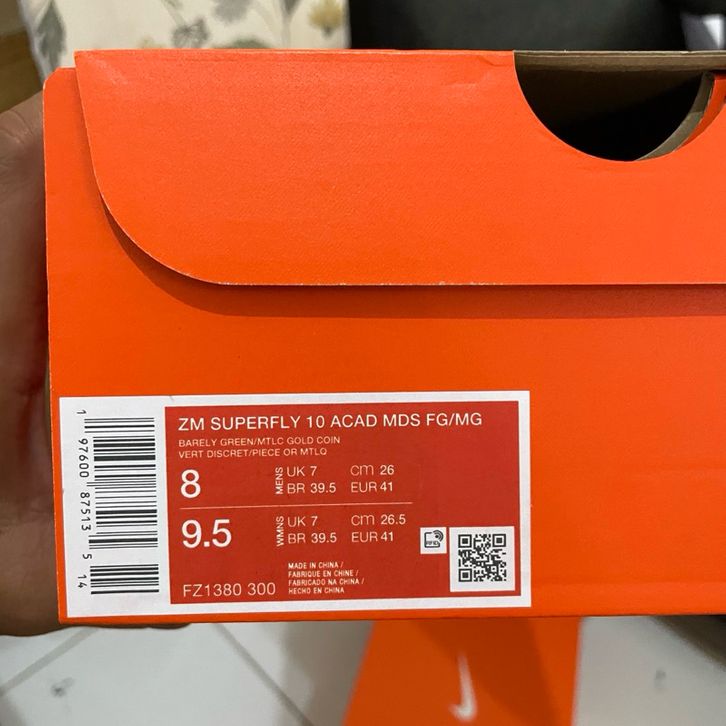 ZM SUPERFLY 10 ACAD MDS FG/MG
BARELY GREEN/MTLC GOLD COIN
VERT DISCRET/PIECE OR MTLQ
8 MENS UK 7 cm 26
BR 39.5 EUR 41
9.5 WMNS UK 7 cm 26.5
BR 39.5 EUR 41
RFID
FZ1380 300
MADE IN CHINA /
FABRIQUE EN CHINE /
FABRICADO NA CHINA /
HECHO EN CHINA
1 97600 87513 5 14